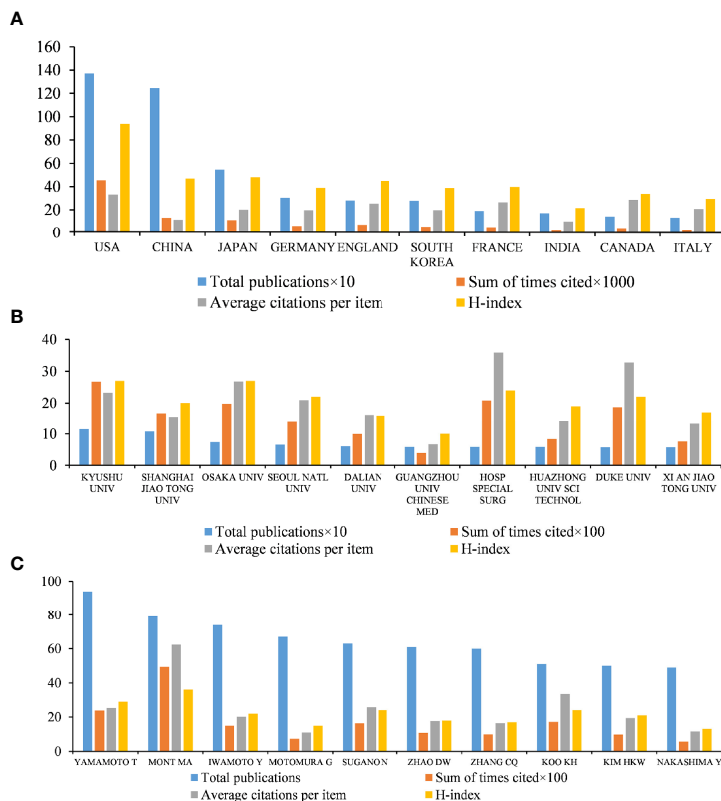 A
160
140
120
100
80
60
40
20
0
USA CHINA JAPAN GERMANY ENGLAND SOUTH KOREA FRANCE INDIA CANADA ITALY
Total publications×10 Sum of times cited×1000
Average citations per item H-index
B
40
30
20
10
0
KYUSHU UNIV SHANGHAI JIAO TONG UNIV OSAKA UNIV SEOUL NATL UNIV DALIAN UNIV GUANGZHOU UNIV CHINESE MED HOSP SPECIAL SURG HUAZHONG UNIV SCI TECHNOL DUKE UNIV XI AN JIAO TONG UNIV
Total publications×10 Sum of times cited×100
Average citations per item H-index
C
100
80
60
40
20
0
YAMAMOTO T MONT MA IWAMOTO Y MOTOMURA G SUGANO N ZHAO DW ZHANG CQ KOO KH KIM HKW NAKASHIMA Y
Total publications Sum of times cited×100
Average citations per item H-index